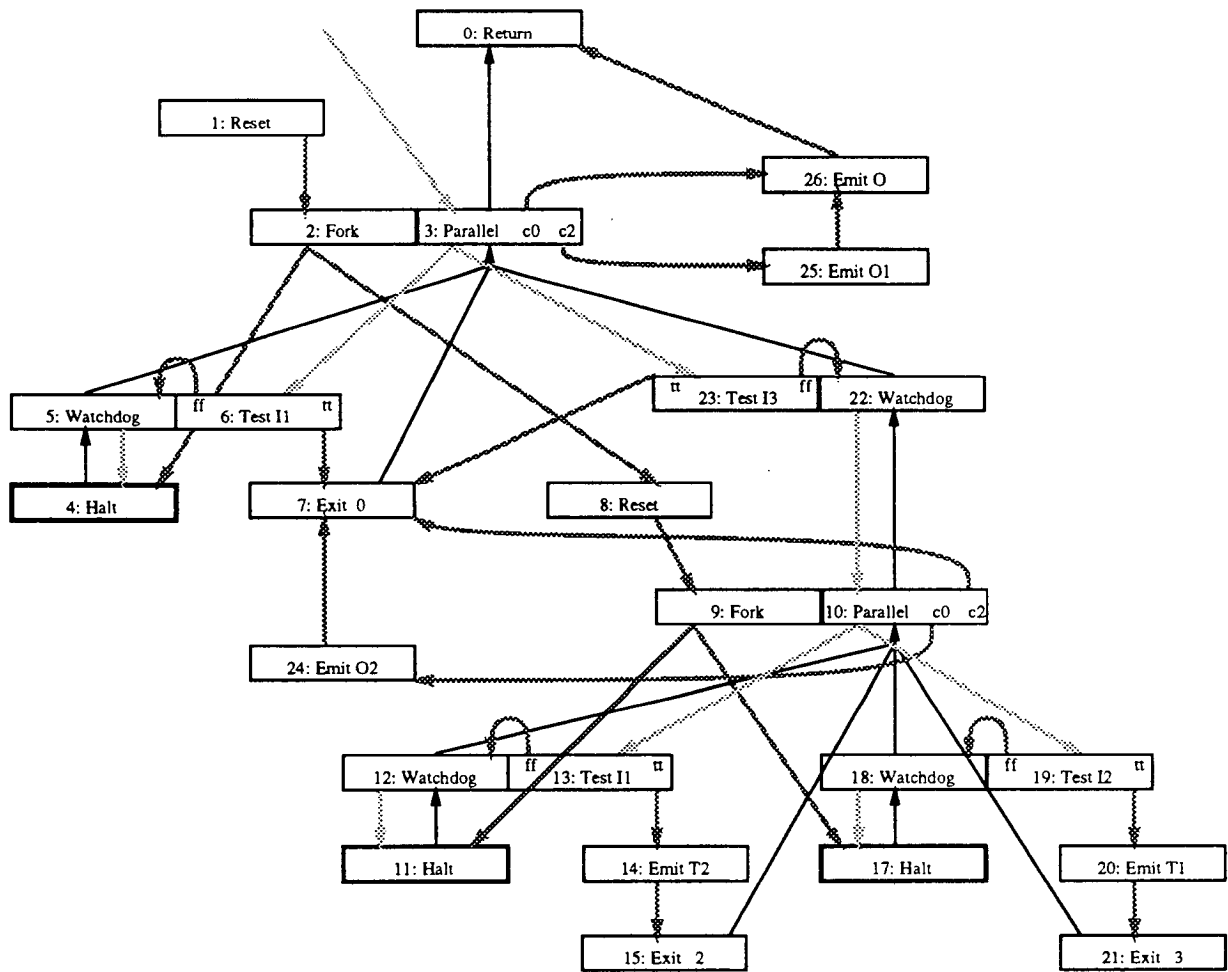 0: Return
1: Reset
26: Emit O
2: Fork
3: Parallel c0 c2
25: Emit O1
tt ff
23: Test I3
22: Watchdog
5: Watchdog
ff tt
6: Test I1
4: Halt
7: Exit 0
8: Reset
9: Fork
10: Parallel c0 c2
24: Emit O2
12: Watchdog
ff tt
13: Test I1
18: Watchdog
ff tt
19: Test I2
11: Halt
14: Emit T2
17: Halt
20: Emit T1
15: Exit 2
21: Exit 3